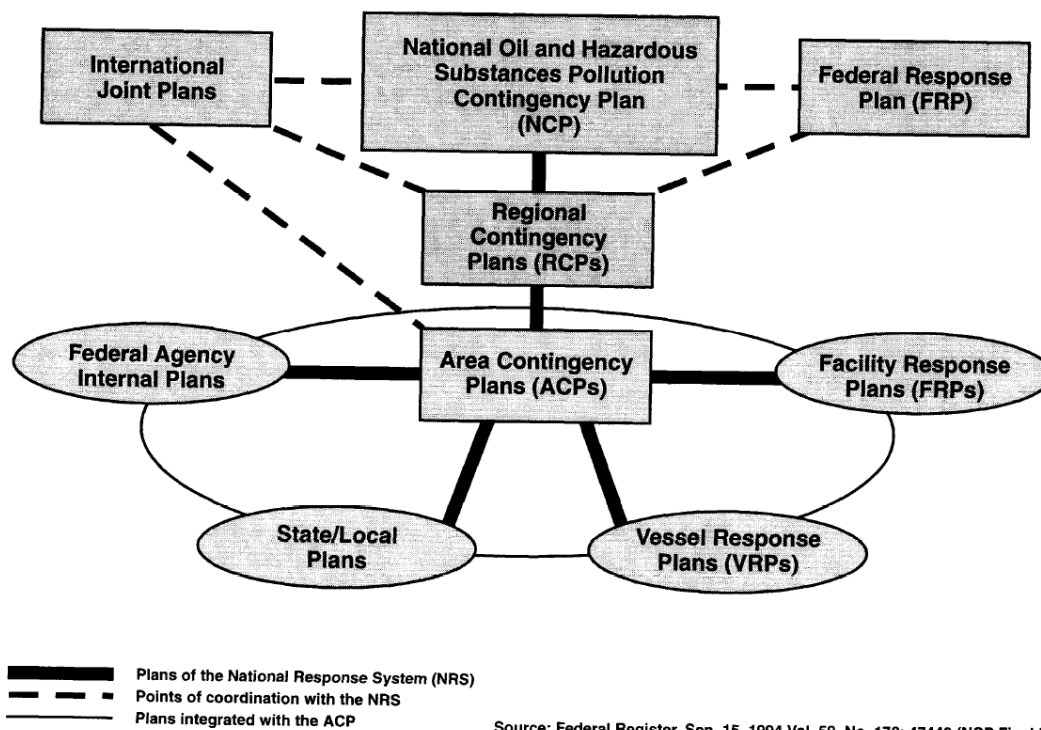 International
Joint Plans
National Oil and Hazardous
Substances Pollution
Contingency Plan
(NCP)
Federal Response
Plan (FRP)
Regional
Contingency
Plans (RCPs)
Federal Agency
Internal Plans
Area Contingency
Plans (ACPs)
Facility Response
Plans (FRPs)
State/Local
Plans
Vessel Response
Plans (VRPs)
Plans of the National Response System (NRS)
Points of coordination with the NRS
Plans integrated with the ACP
Source: Federal Register, Sep. 15, 1994 Vol. 59, No. 178: